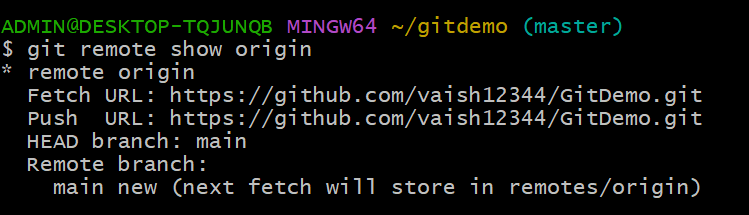 ADMIN@DESKTOP-TQJUNQB MINGW64 ~/gitdemo (master)
$ git remote show origin
* remote origin
  Fetch URL: https://github.com/vaish12344/GitDemo.git
  Push  URL: https://github.com/vaish12344/GitDemo.git
  HEAD branch: main
  Remote branch:
    main new (next fetch will store in remotes/origin)